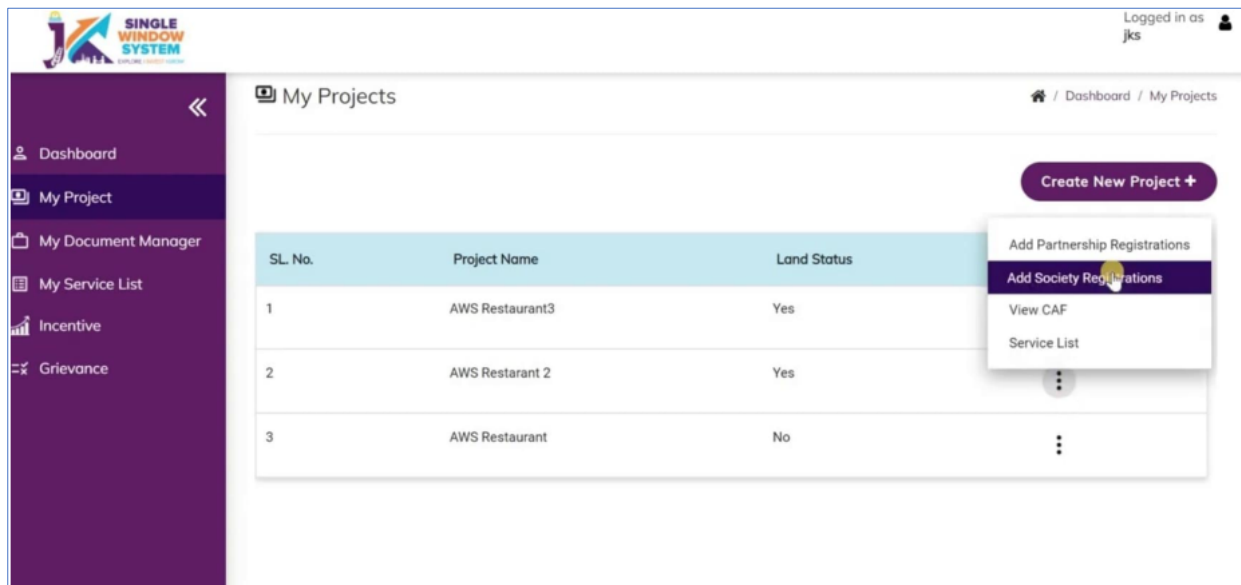 SINGLE
WINDOW
SYSTEM
Logged in as
jks
My Projects
/ Dashboard / My Projects
Dashboard
My Project
My Document Manager
My Service List
Incentive
Grievance
Create New Project +
SL. No. Project Name Land Status
1 AWS Restaurant3 Yes
2 AWS Restarant 2 Yes
3 AWS Restaurant No
Add Partnership Registrations
Add Society Registrations
View CAF
Service List